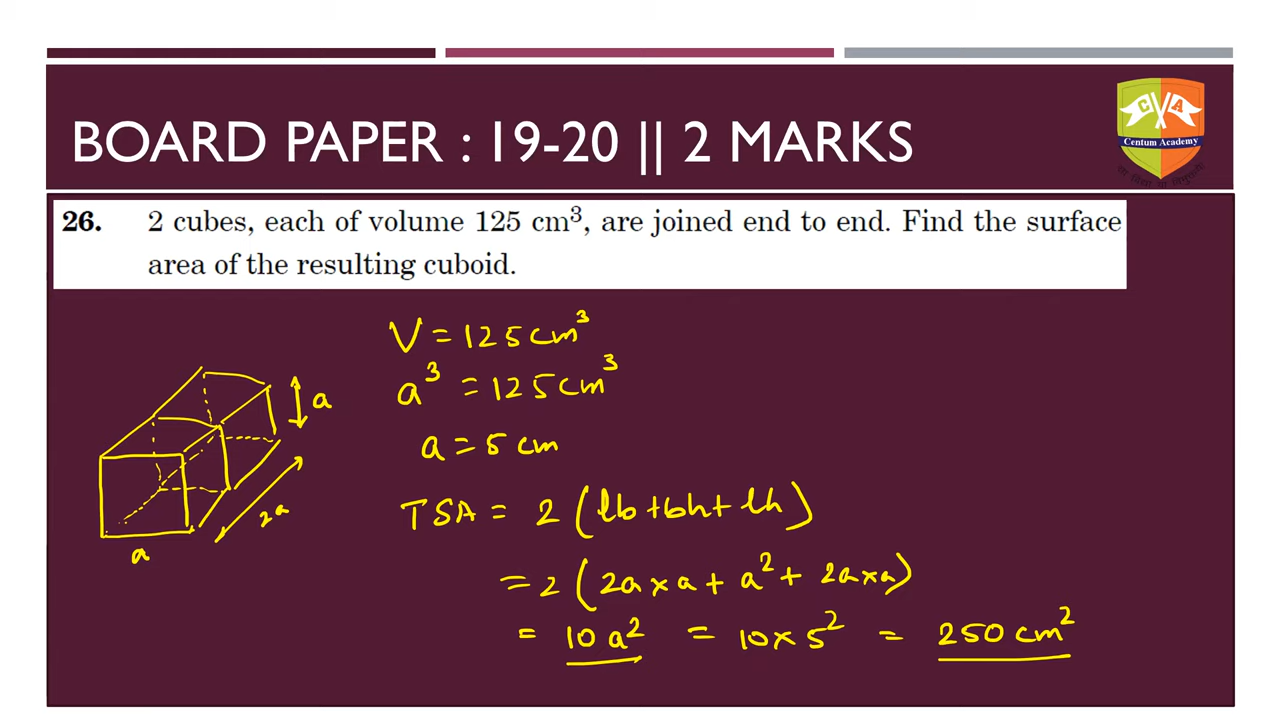 BOARD PAPER : 19-20 || 2 MARKS
C A
Centum Academy
26. 2 cubes, each of volume 125 cm³, are joined end to end. Find the surface
area of the resulting cuboid.
V = 125 cm³
a³ = 125 cm³
a = 5 cm
a
2a
a
TSA = 2 (lb + bh + lh)
= 2 (2a × a + a² + 2a × a)
= 10 a² = 10 × 5² = 250 cm²